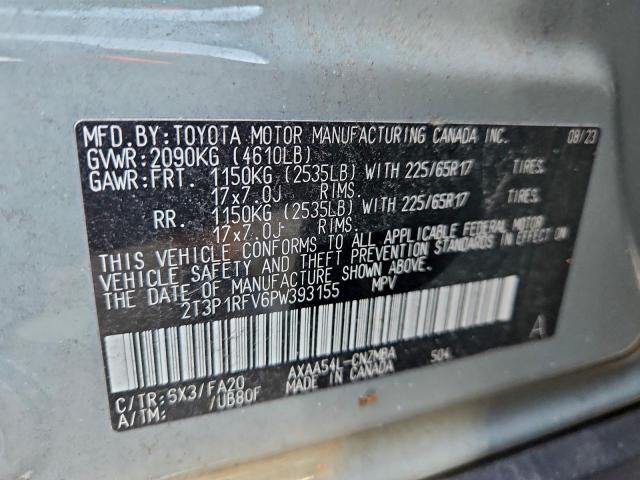 MFD. BY: TOYOTA MOTOR MANUFACTURING CANADA INC. 08/23
GVWR: 2090KG (4610LB)
GAWR: FRT. 1150KG (2535LB) WITH 225/65R17 TIRES.
17x7.0J RIMS.
RR. 1150KG (2535LB) WITH 225/65R17 TIRES.
17x7.0J RIMS.
THIS VEHICLE CONFORMS TO ALL APPLICABLE FEDERAL MOTOR
VEHICLE SAFETY AND THEFT PREVENTION STANDARDS IN EFFECT ON
THE DATE OF MANUFACTURE SHOWN ABOVE.
2T3P1RFV6PW393155 MPV
A
C/TR: SX3/FA20 AXAA54L-CNZMBA 504
A/TM: /UB80F MADE IN CANADA